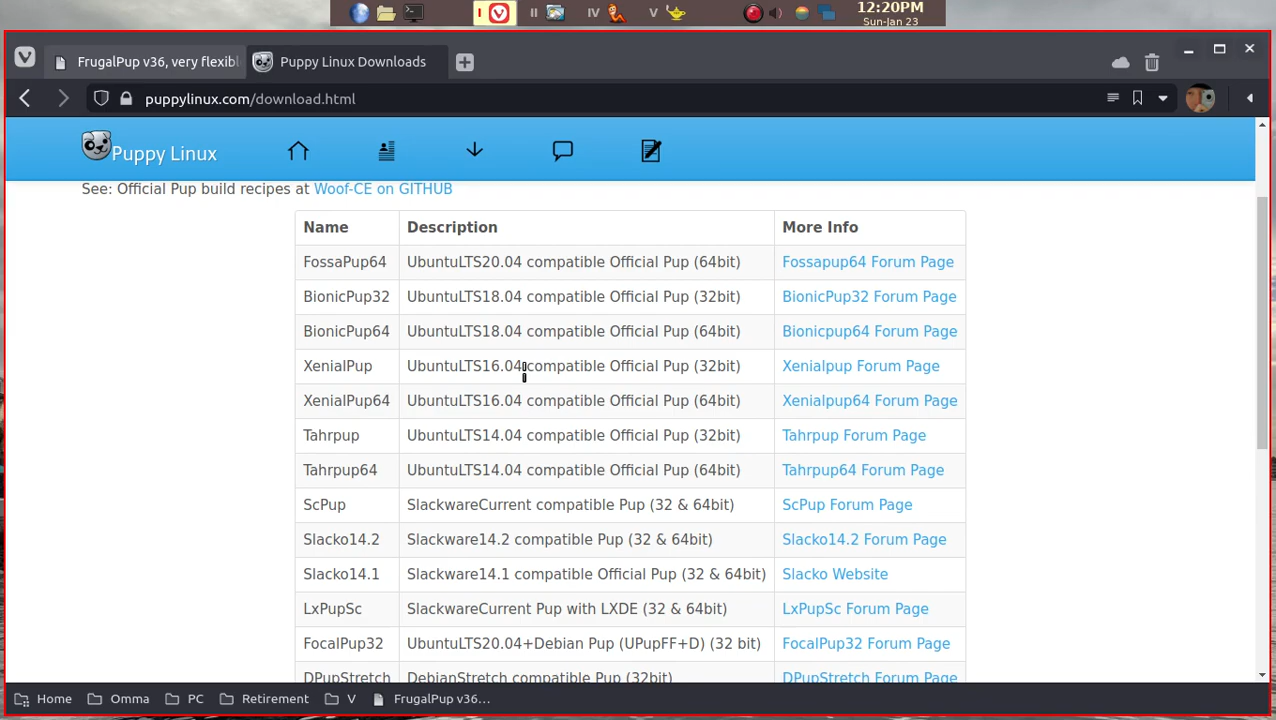 12:20PM
Sun-Jan 23
I II IV V
FrugalPup v36, very flexib
Puppy Linux Downloads
puppylinux.com/download.html
Puppy Linux
See: Official Pup build recipes at Woof-CE on GITHUB
Name Description More Info
FossaPup64 UbuntuLTS20.04 compatible Official Pup (64bit) Fossapup64 Forum Page
BionicPup32 UbuntuLTS18.04 compatible Official Pup (32bit) BionicPup32 Forum Page
BionicPup64 UbuntuLTS18.04 compatible Official Pup (64bit) Bionicpup64 Forum Page
XenialPup UbuntuLTS16.04 compatible Official Pup (32bit) Xenialpup Forum Page
XenialPup64 UbuntuLTS16.04 compatible Official Pup (64bit) Xenialpup64 Forum Page
Tahrpup UbuntuLTS14.04 compatible Official Pup (32bit) Tahrpup Forum Page
Tahrpup64 UbuntuLTS14.04 compatible Official Pup (64bit) Tahrpup64 Forum Page
ScPup SlackwareCurrent compatible Pup (32 & 64bit) ScPup Forum Page
Slacko14.2 Slackware14.2 compatible Pup (32 & 64bit) Slacko14.2 Forum Page
Slacko14.1 Slackware14.1 compatible Official Pup (32 & 64bit) Slacko Website
LxPupSc SlackwareCurrent Pup with LXDE (32 & 64bit) LxPupSc Forum Page
FocalPup32 UbuntuLTS20.04+Debian Pup (UPupFF+D) (32 bit) FocalPup32 Forum Page
DPupStretch DebianStretch compatible Pup (32bit) DPupStretch Forum Page
Home Omma PC Retirement V FrugalPup v36...